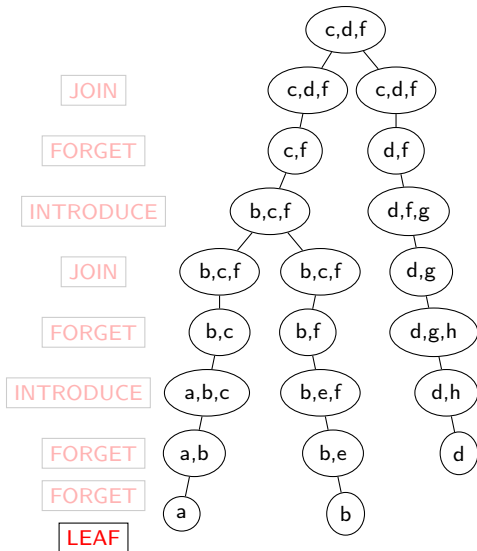 c,d,f
JOIN c,d,f c,d,f
FORGET c,f d,f
INTRODUCE b,c,f d,f,g
JOIN b,c,f b,c,f d,g
FORGET b,c b,f d,g,h
INTRODUCE a,b,c b,e,f d,h
FORGET a,b b,e d
FORGET a b
LEAF